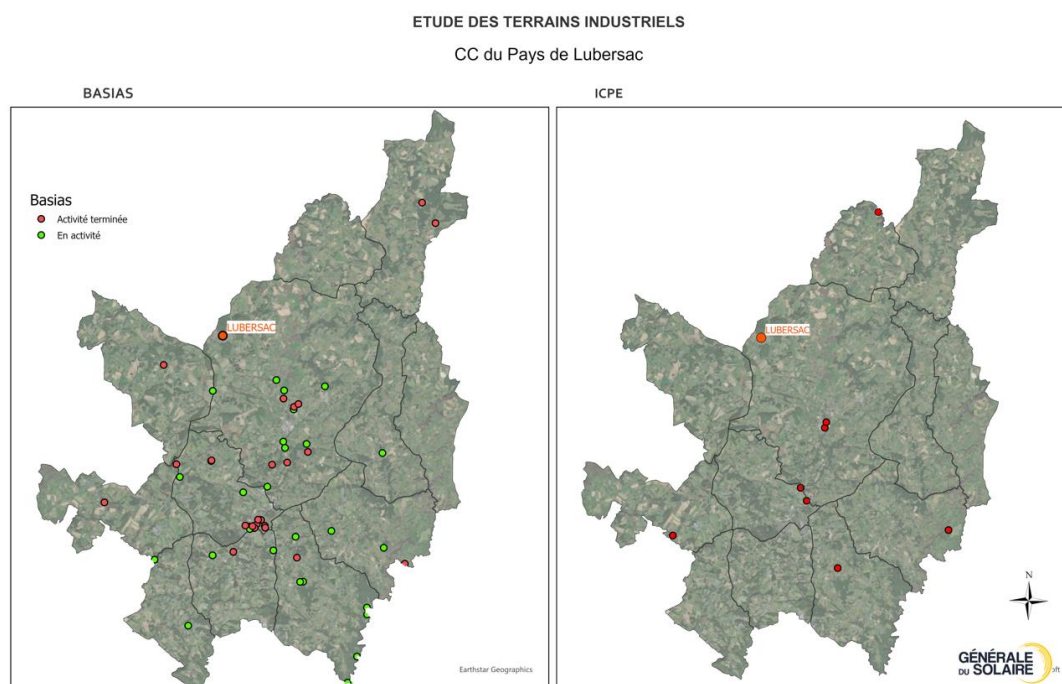 ETUDE DES TERRAINS INDUSTRIELS
CC du Pays de Lubersac
BASIAS
ICPE
Basias
Activité terminée
En activité
LUBERSAC
LUBERSAC
N
Earthstar Geographics
GÉNÉRALE
DU SOLAIRE
oft